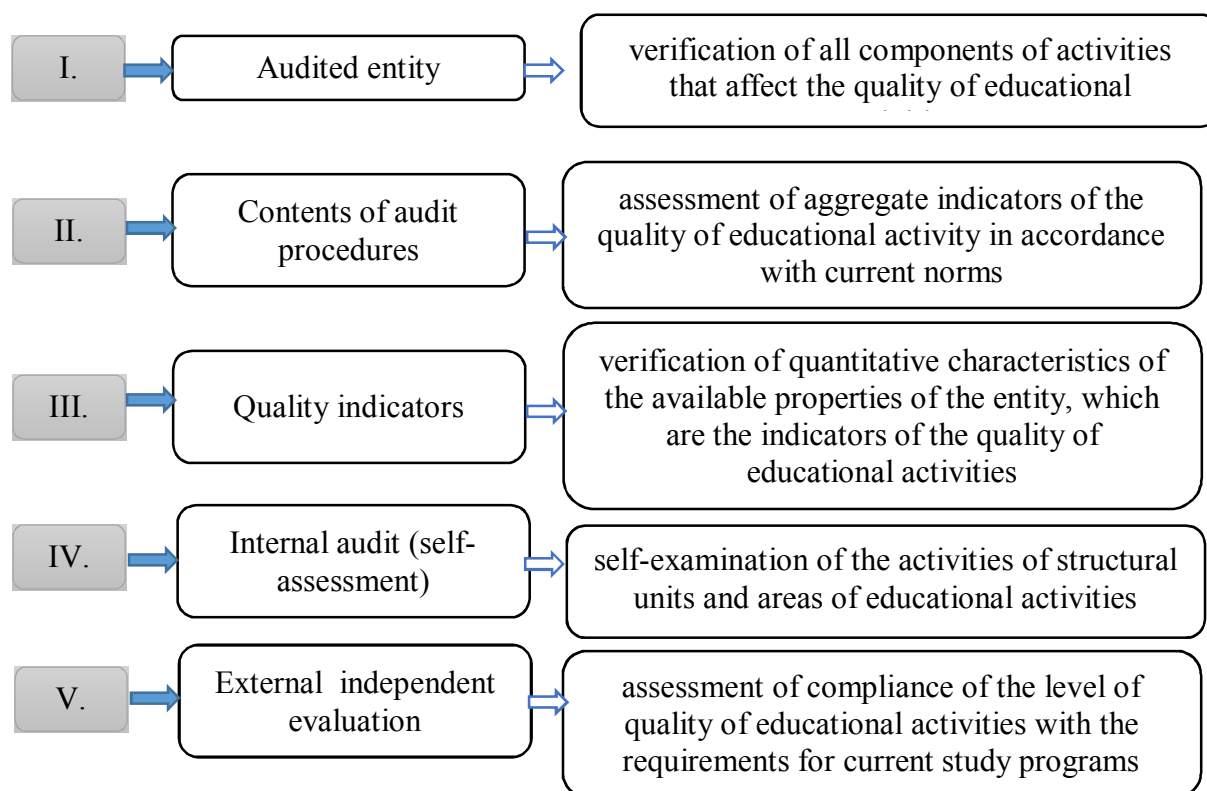 I.
Audited entity
verification of all components of activities
that affect the quality of educational
II.
Contents of audit
procedures
assessment of aggregate indicators of the
quality of educational activity in accordance
with current norms
III.
Quality indicators
verification of quantitative characteristics of
the available properties of the entity, which
are the indicators of the quality of
educational activities
IV.
Internal audit (self-
assessment)
self-examination of the activities of structural
units and areas of educational activities
V.
External independent
evaluation
assessment of compliance of the level of
quality of educational activities with the
requirements for current study programs